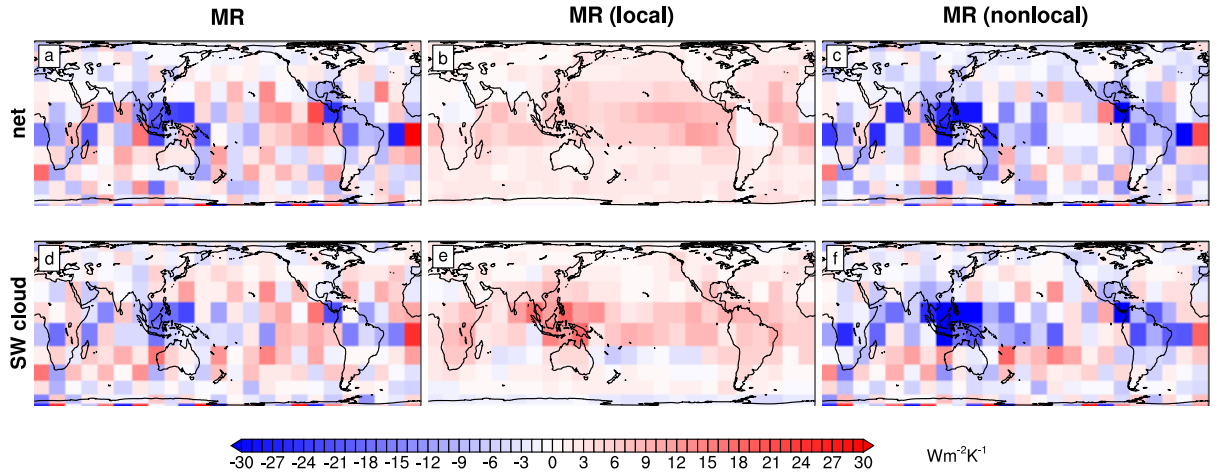 MR MR (local) MR (nonlocal)
net
a b c
SW cloud
d e f
-30 -27 -24 -21 -18 -15 -12 -9 -6 -3 0 3 6 9 12 15 18 21 24 27 30 Wm⁻²K⁻¹